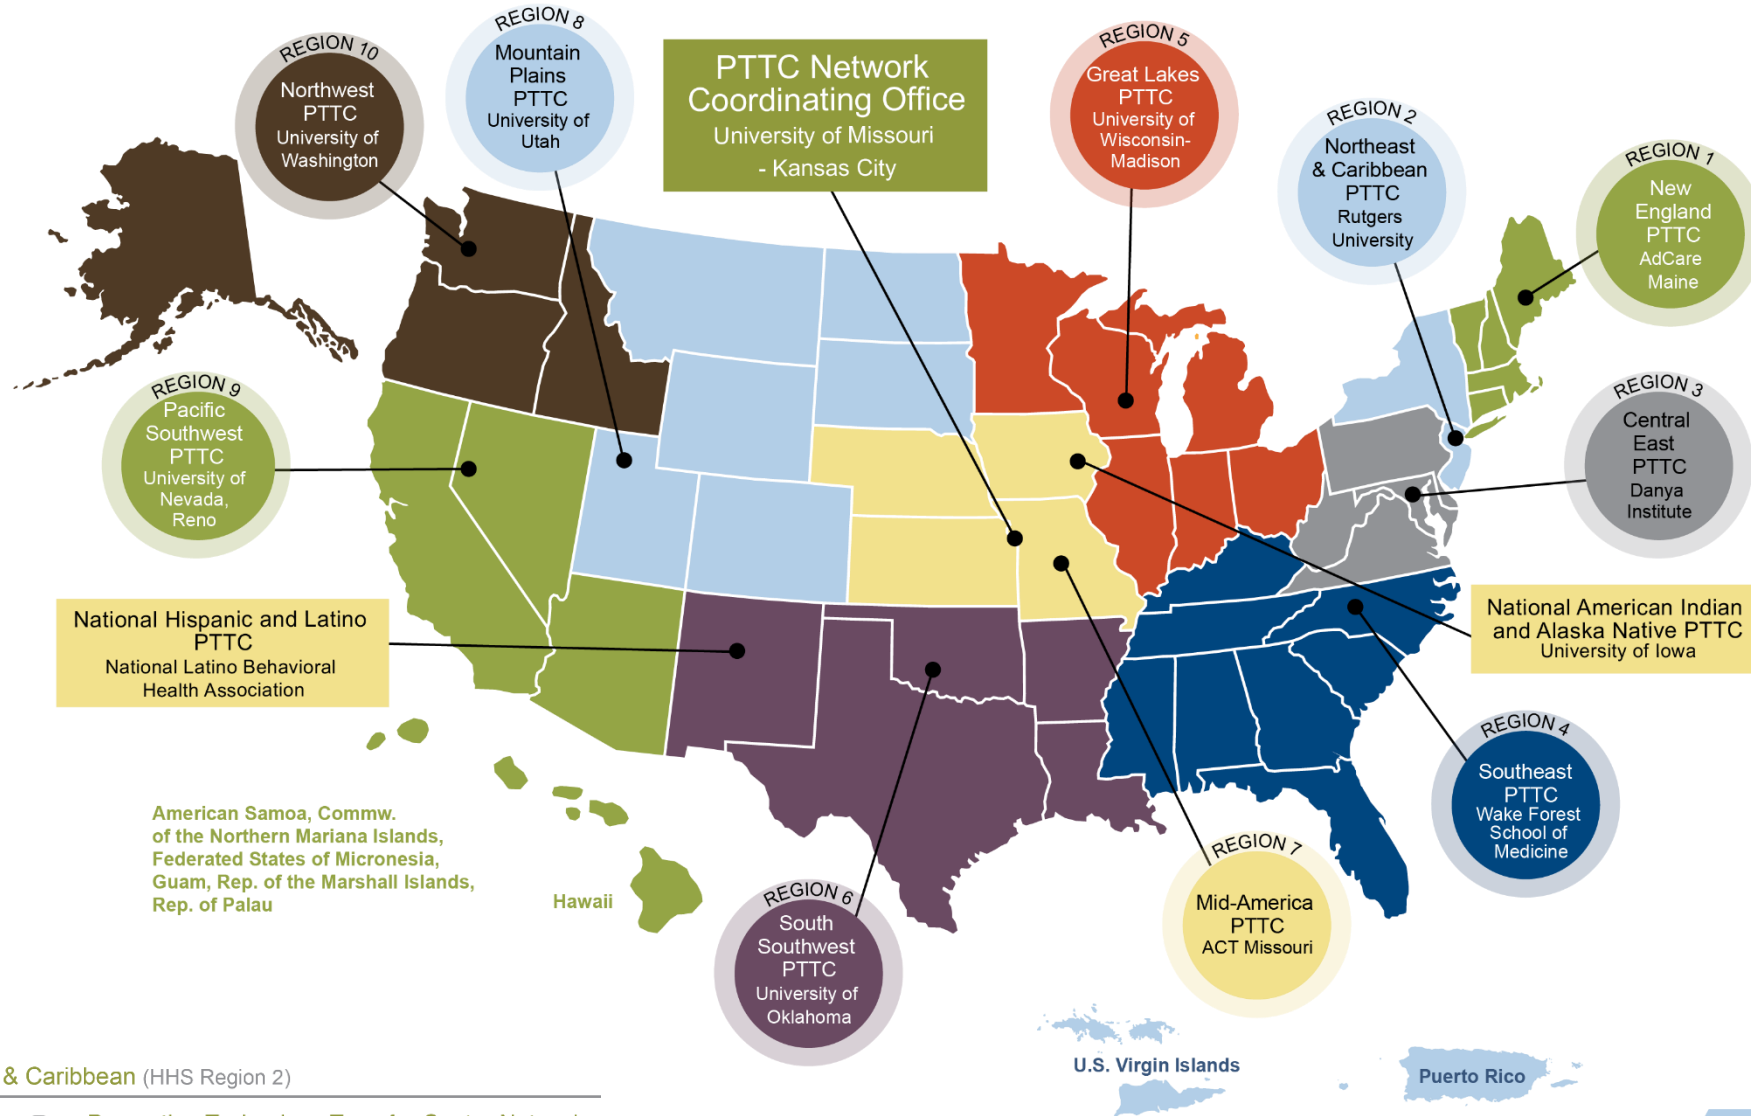 REGION 10
Northwest
PTTC
University of
Washington
REGION 8
Mountain
Plains
PTTC
University of
Utah
PTTC Network
Coordinating Office
University of Missouri
- Kansas City
REGION 5
Great Lakes
PTTC
University of
Wisconsin-
Madison
REGION 2
Northeast
& Caribbean
PTTC
Rutgers
University
REGION 1
New
England
PTTC
AdCare
Maine
REGION 9
Pacific
Southwest
PTTC
University of
Nevada,
Reno
REGION 3
Central
East
PTTC
Danya
Institute
National Hispanic and Latino
PTTC
National Latino Behavioral
Health Association
National American Indian
and Alaska Native PTTC
University of Iowa
REGION 4
Southeast
PTTC
Wake Forest
School of
Medicine
American Samoa, Commw.
of the Northern Mariana Islands,
Federated States of Micronesia,
Guam, Rep. of the Marshall Islands,
Rep. of Palau
Hawaii
REGION 6
South
Southwest
PTTC
University of
Oklahoma
REGION 7
Mid-America
PTTC
ACT Missouri
U.S. Virgin Islands
Puerto Rico
& Caribbean (HHS Region 2)